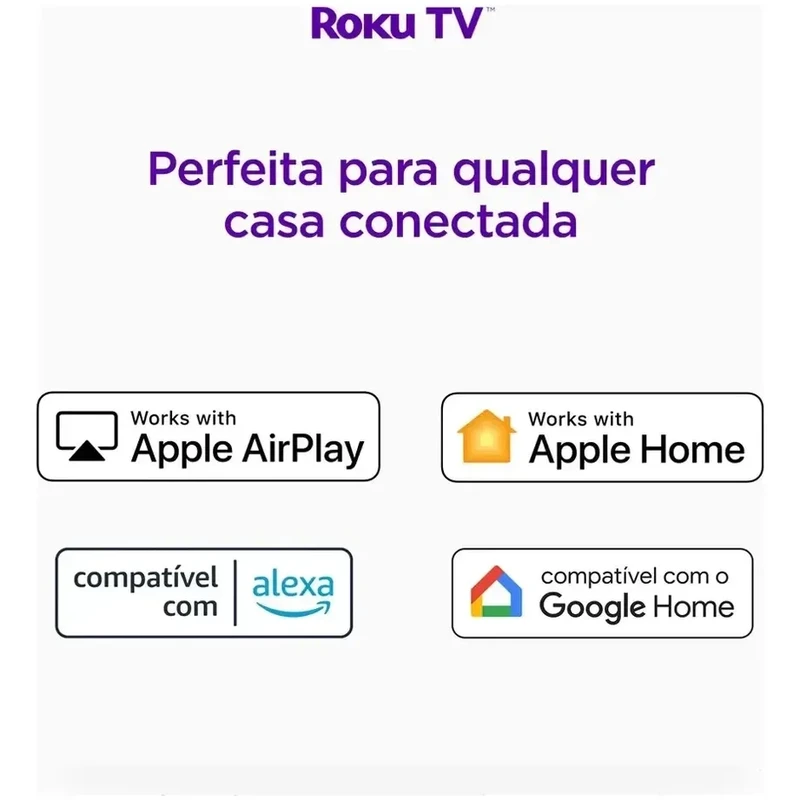 Roku TV™
Perfeita para qualquer
casa conectada
Works with
Apple AirPlay
Works with
Apple Home
compatível
com
alexa
compatível com o
Google Home